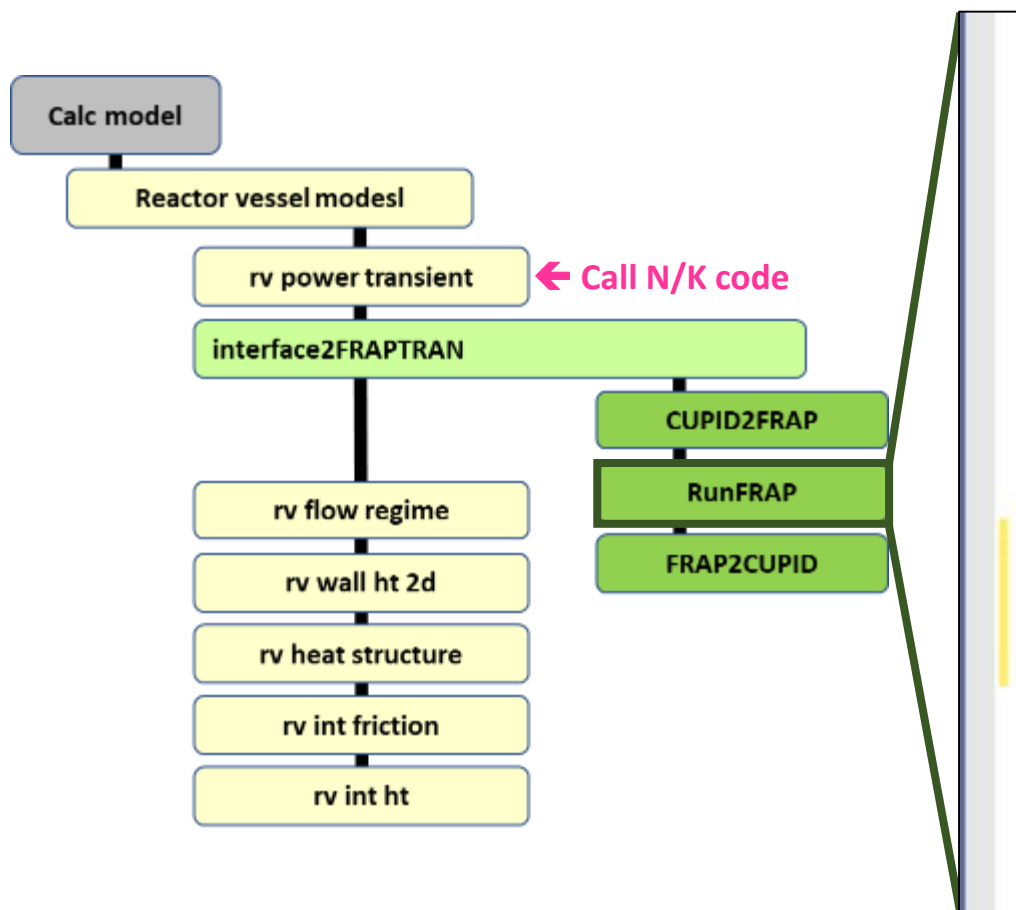 Calc model
Reactor vessel modesl
rv power transient
🡸 Call N/K code
interface2FRAPTRAN
CUPID2FRAP
RunFRAP
FRAP2CUPID
rv flow regime
rv wall ht 2d
rv heat structure
rv int friction
rv int ht